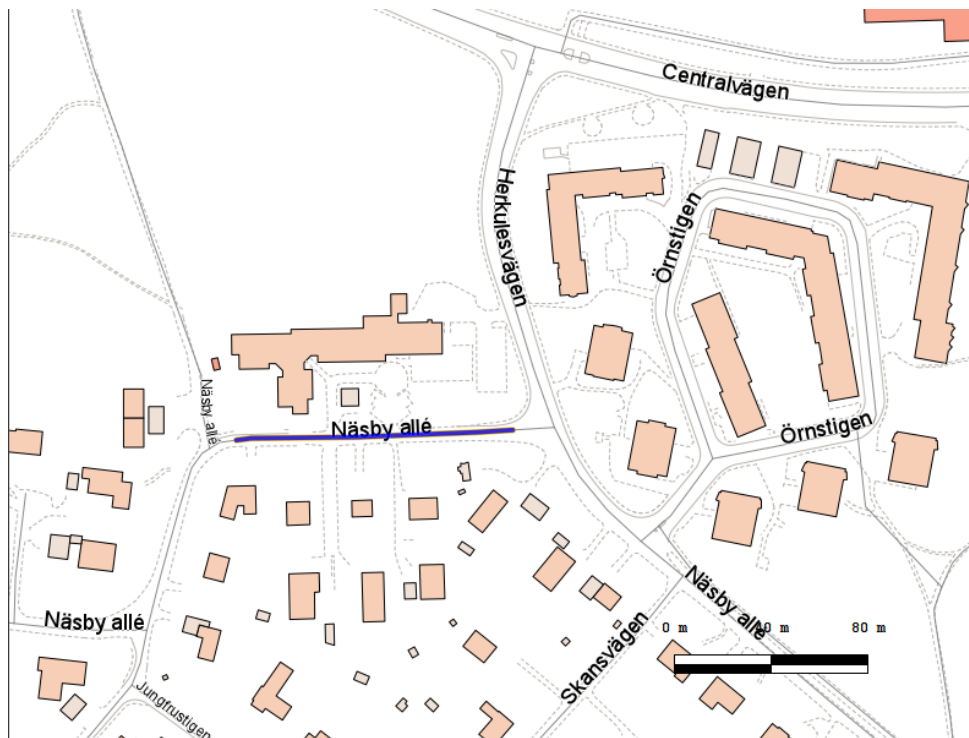 Centralvägen
Herkulesvägen
Örnstigen
Näsby allé
Näsby allé
Örnstigen
Näsby allé
Näsby allé
Skansvägen
Jungfrustigen
0 m
40 m
80 m